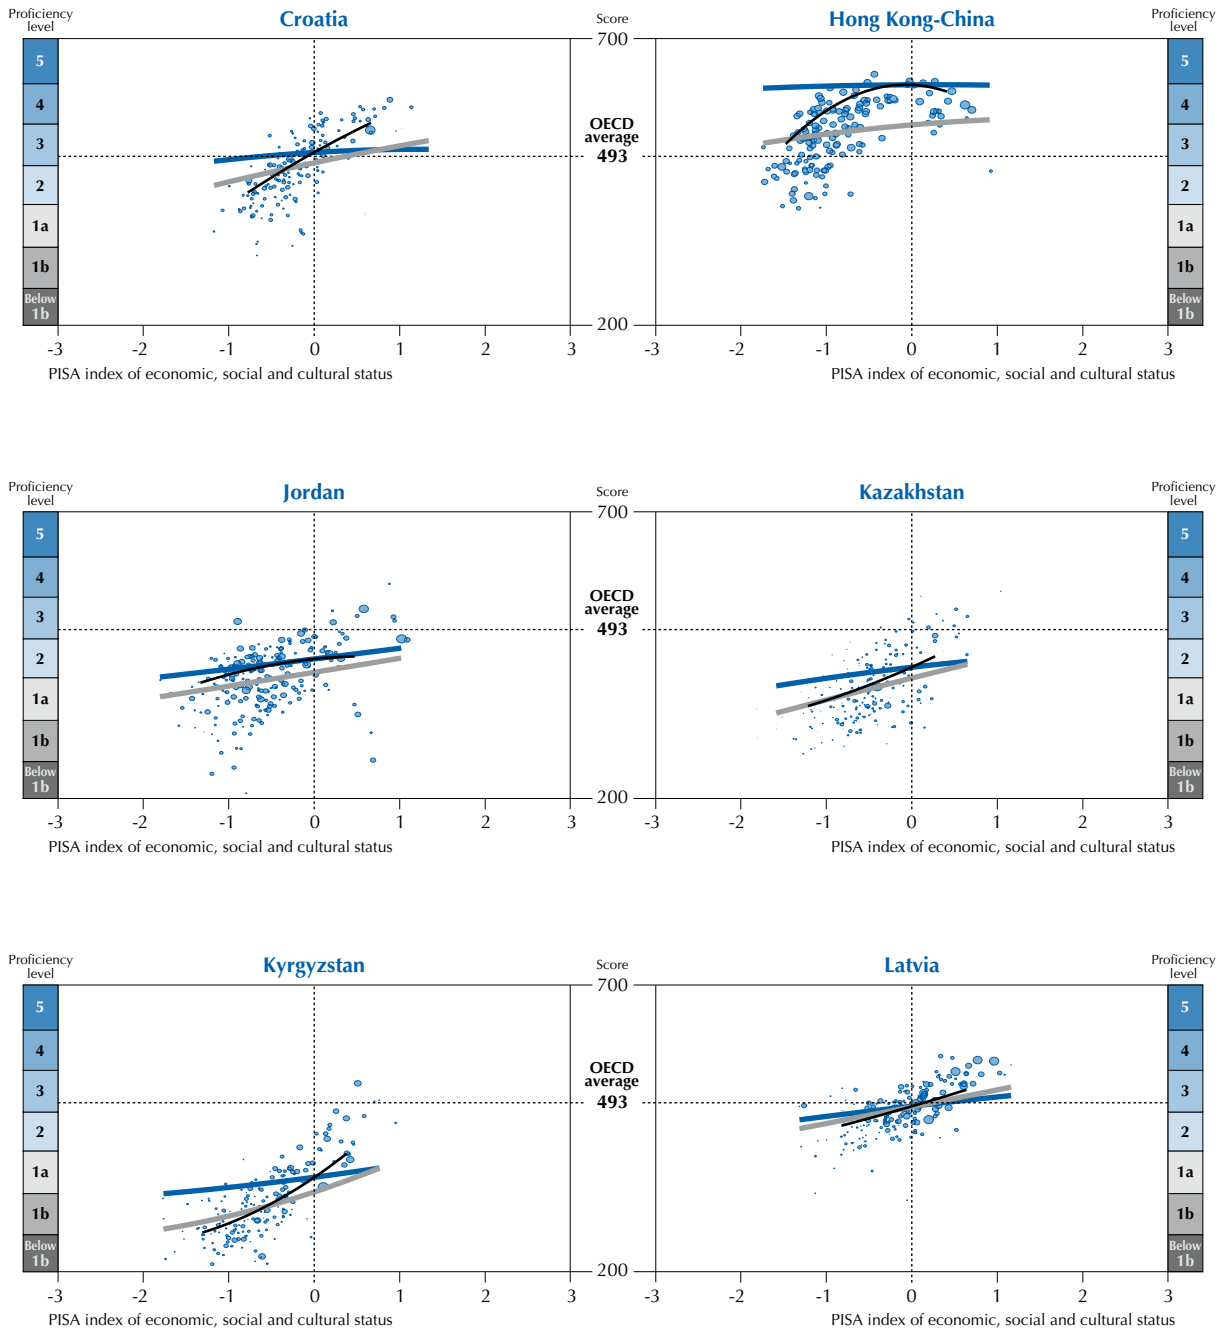 Proficiency
level
Croatia
Score
Hong Kong-China
Proficiency
level
700
5
4
3
2
1a
1b
Below
1b
OECD
average
493
5
4
3
2
1a
1b
Below
1b
200
-3 -2 -1 0 1 2 3
-3 -2 -1 0 1 2 3
PISA index of economic, social and cultural status
PISA index of economic, social and cultural status
Proficiency
level
Jordan
Score
Kazakhstan
Proficiency
level
700
5
4
3
2
1a
1b
Below
1b
OECD
average
493
5
4
3
2
1a
1b
Below
1b
200
-3 -2 -1 0 1 2 3
-3 -2 -1 0 1 2 3
PISA index of economic, social and cultural status
PISA index of economic, social and cultural status
Proficiency
level
Kyrgyzstan
Score
Latvia
Proficiency
level
700
5
4
3
2
1a
1b
Below
1b
OECD
average
493
5
4
3
2
1a
1b
Below
1b
200
-3 -2 -1 0 1 2 3
-3 -2 -1 0 1 2 3
PISA index of economic, social and cultural status
PISA index of economic, social and cultural status